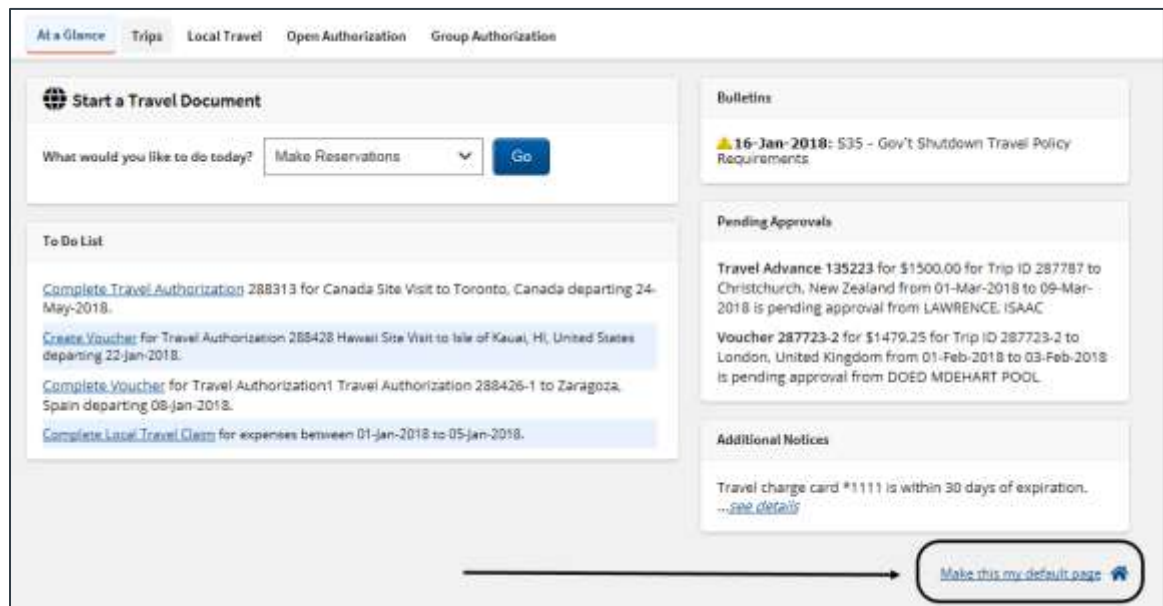 At a Glance Trips Local Travel Open Authorization Group Authorization
Start a Travel Document
What would you like to do today? Make Reservations Go
To Do List
Complete Travel Authorization 288313 for Canada Site Visit to Toronto, Canada departing 24-
May-2018.
Create Voucher for Travel Authorization 288428 Hawaii Site Visit to Isle of Kauai, HI, United States
departing 22-Jan-2018.
Complete Voucher for Travel Authorization1 Travel Authorization 288426-1 to Zaragoza,
Spain departing 08-Jan-2018.
Complete Local Travel Claim for expenses between 01-Jan-2018 to 05-Jan-2018.
Bulletins
16-Jan-2018: S35 - Gov't Shutdown Travel Policy
Requirements
Pending Approvals
Travel Advance 135223 for $1500.00 for Trip ID 287787 to
Christchurch, New Zealand from 01-Mar-2018 to 09-Mar-
2018 is pending approval from LAWRENCE, ISAAC
Voucher 287723-2 for $1479.25 for Trip ID 287723-2 to
London, United Kingdom from 01-Feb-2018 to 03-Feb-2018
is pending approval from DOED MDEHART POOL
Additional Notices
Travel charge card *1111 is within 30 days of expiration.
...see details
Make this my default page